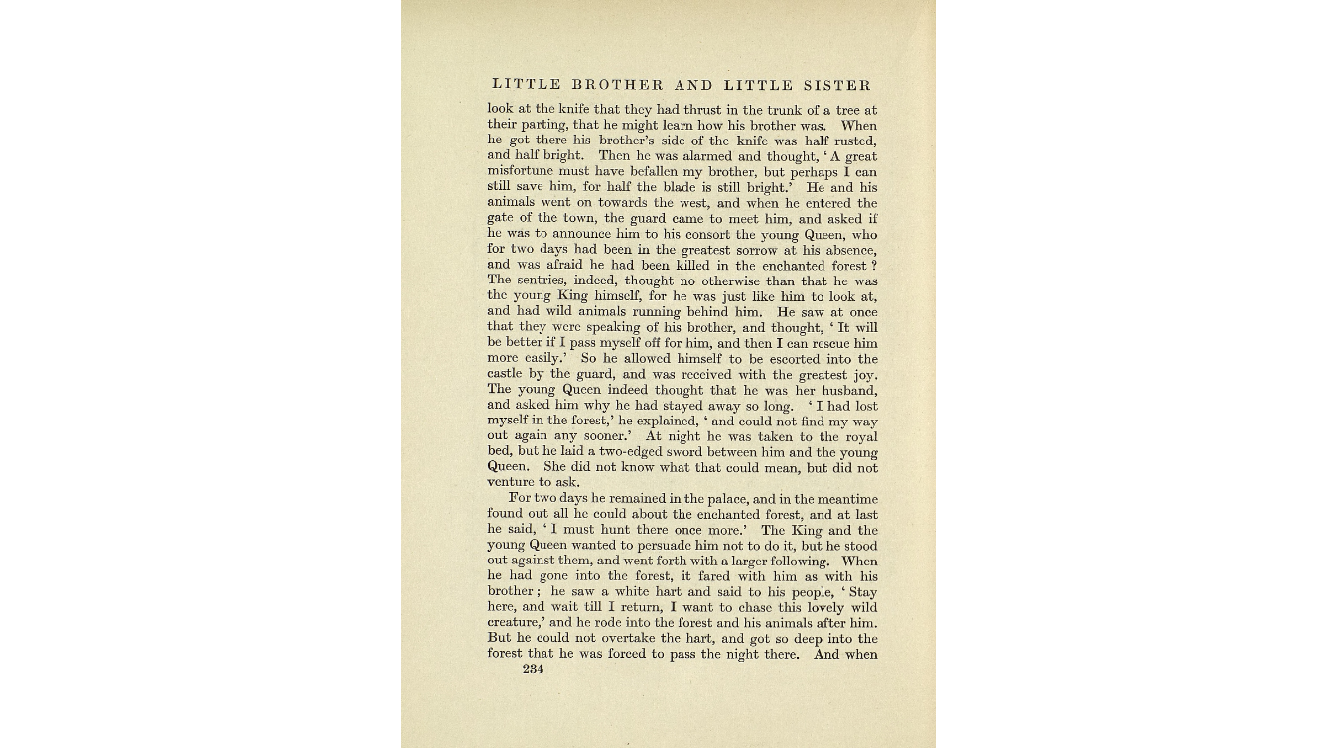 LITTLE BROTHER AND LITTLE SISTER
look at the knife that they had thrust in the trunk of a tree at
their parting, that he might learn how his brother was. When
he got there his brother's side of the knife was half rusted,
and half bright. Then he was alarmed and thought, ‘ A great
misfortune must have befallen my brother, but perhaps I can
still save him, for half the blade is still bright.’ He and his
animals went on towards the west, and when he entered the
gate of the town, the guard came to meet him, and asked if
he was to announce him to his consort the young Queen, who
for two days had been in the greatest sorrow at his absence,
and was afraid he had been killed in the enchanted forest ?
The sentries, indeed, thought no otherwise than that he was
the young King himself, for he was just like him to look at,
and had wild animals running behind him. He saw at once
that they were speaking of his brother, and thought, ‘ It will
be better if I pass myself off for him, and then I can rescue him
more easily.’ So he allowed himself to be escorted into the
castle by the guard, and was received with the greatest joy.
The young Queen indeed thought that he was her husband,
and asked him why he had stayed away so long. ‘ I had lost
myself in the forest,’ he explained, ‘ and could not find my way
out again any sooner.’ At night he was taken to the royal
bed, but he laid a two-edged sword between him and the young
Queen. She did not know what that could mean, but did not
venture to ask.
For two days he remained in the palace, and in the meantime
found out all he could about the enchanted forest, and at last
he said, ‘ I must hunt there once more.’ The King and the
young Queen wanted to persuade him not to do it, but he stood
out against them, and went forth with a larger following. When
he had gone into the forest, it fared with him as with his
brother ; he saw a white hart and said to his people, ‘ Stay
here, and wait till I return, I want to chase this lovely wild
creature,’ and he rode into the forest and his animals after him.
But he could not overtake the hart, and got so deep into the
forest that he was forced to pass the night there. And when
234